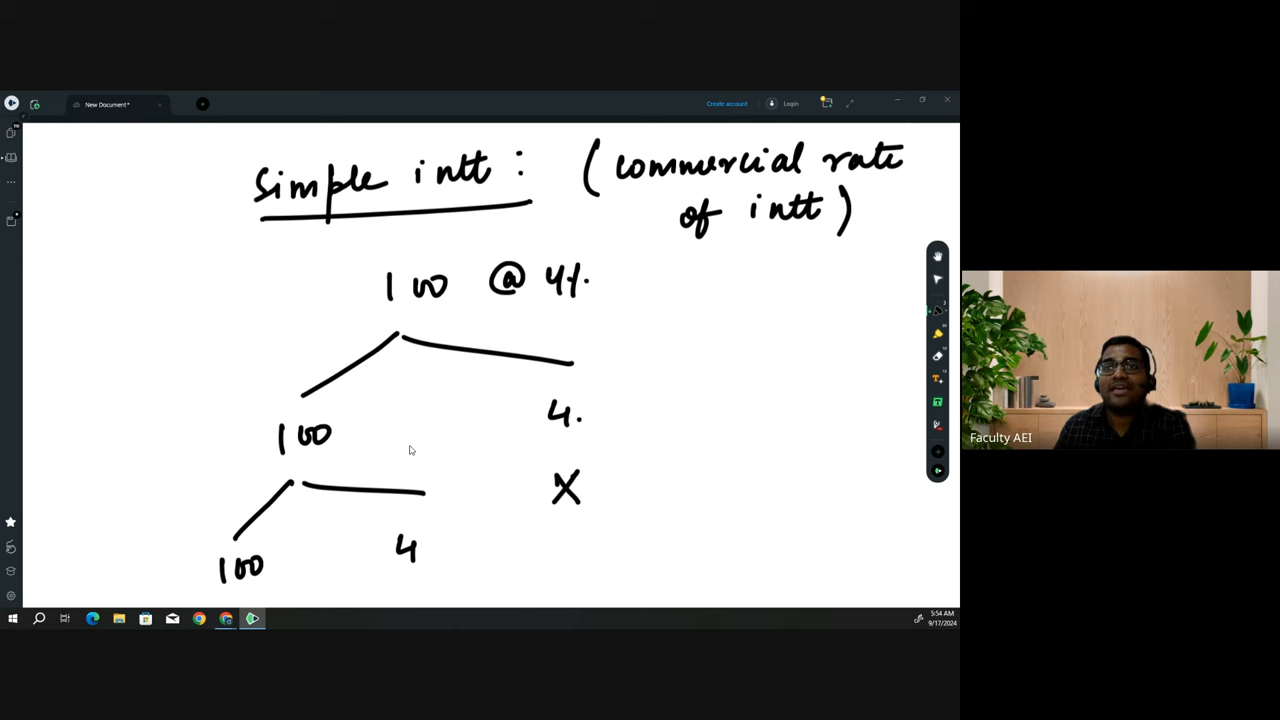 New Document*
Create account
Login
Simple intt : (commercial rate
of intt)
100 @ 4%.
100 4.
X
100 4
Faculty AEI
5:54 AM
9/17/2024